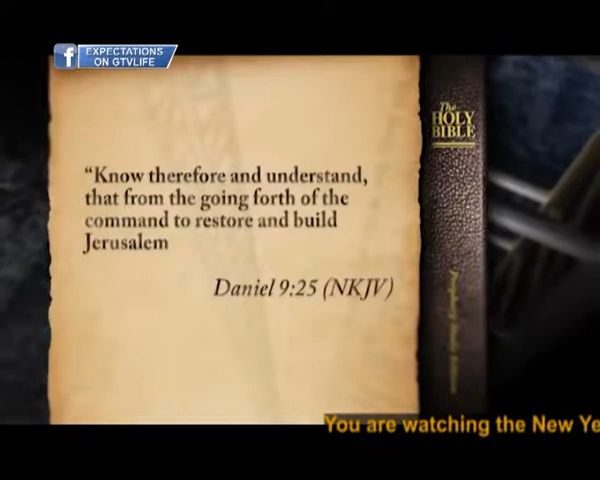 EXPECTATIONS
ON GTVLIFE
The
HOLY
BIBLE
“Know therefore and understand,
that from the going forth of the
command to restore and build
Jerusalem
Daniel 9:25 (NKJV)
You are watching the New Ye